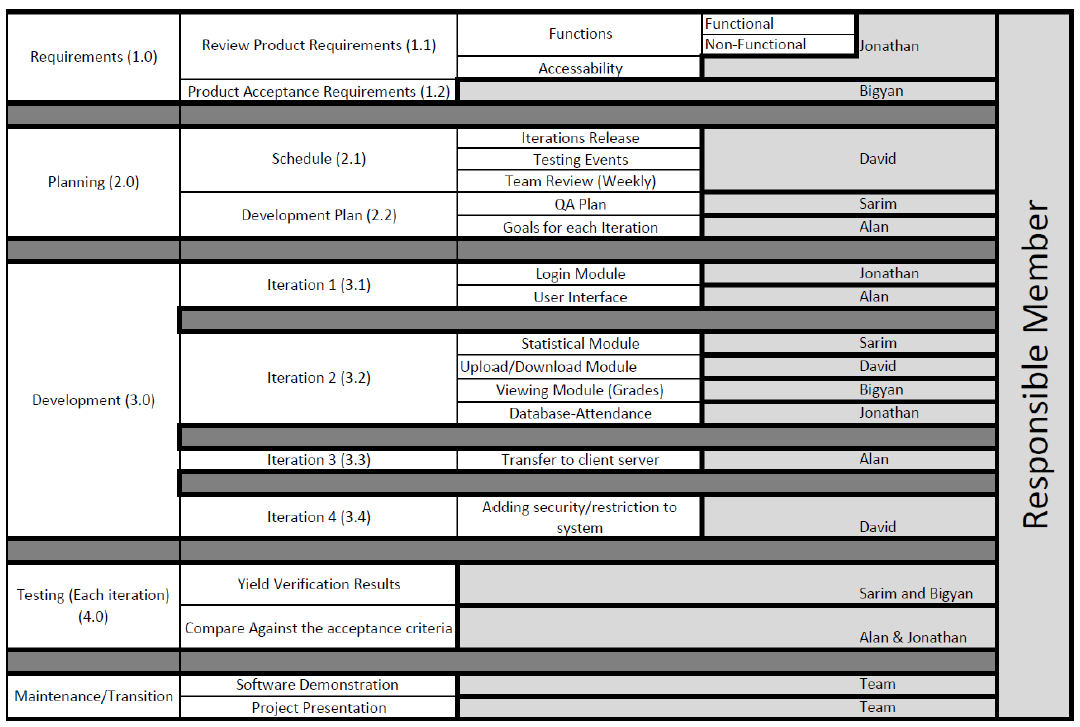 Requirements (1.0)
Review Product Requirements (1.1)
Functions
Functional
Non-Functional
Jonathan
Accessability
Product Acceptance Requirements (1.2)
Bigyan
Planning (2.0)
Schedule (2.1)
Iterations Release
Testing Events
Team Review (Weekly)
David
Development Plan (2.2)
QA Plan
Sarim
Goals for each Iteration
Alan
Development (3.0)
Iteration 1 (3.1)
Login Module
Jonathan
User Interface
Alan
Iteration 2 (3.2)
Statistical Module
Sarim
Upload/Download Module
David
Viewing Module (Grades)
Bigyan
Database-Attendance
Jonathan
Iteration 3 (3.3)
Transfer to client server
Alan
Iteration 4 (3.4)
Adding security/restriction to
system
David
Testing (Each iteration)
(4.0)
Yield Verification Results
Sarim and Bigyan
Compare Against the acceptance criteria
Alan & Jonathan
Maintenance/Transition
Software Demonstration
Team
Project Presentation
Team
Responsible Member